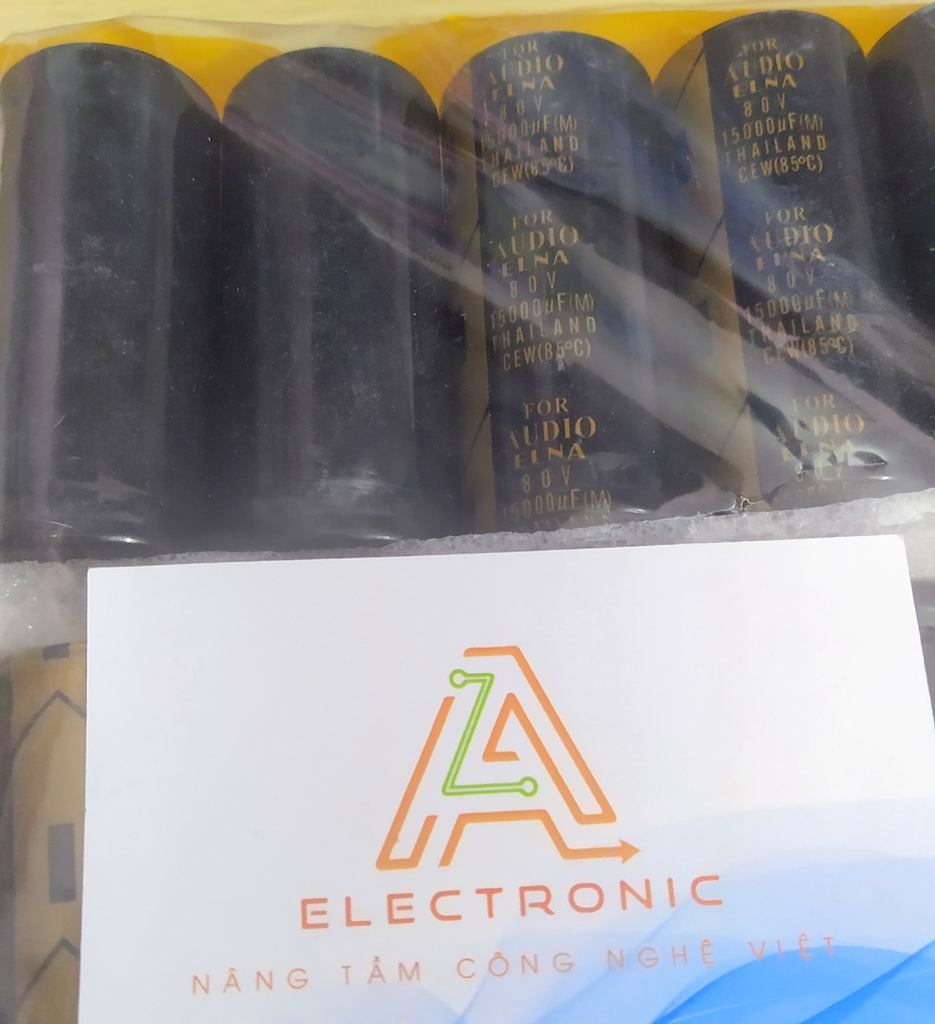 FOR
AUDIO
ELNA
80V
15000µF(M)
THAILAND
CEW(85°C)
FOR
AUDIO
ELNA
80V
15000µF(M)
THAILAND
CEW(85°C)
FOR
AUDIO
ELNA
80V
15000µF(M)
FOR
AUDIO
ELNA
80V
15000µF(M)
THAILAND
CEW(85°C)
FOR
AUDIO
ELNA
80V
15000µF(M)
THAILAND
CEW(85°C)
FOR
AUDIO
ELECTRONIC
NÂNG TẦM CÔNG NGHỆ VIỆT